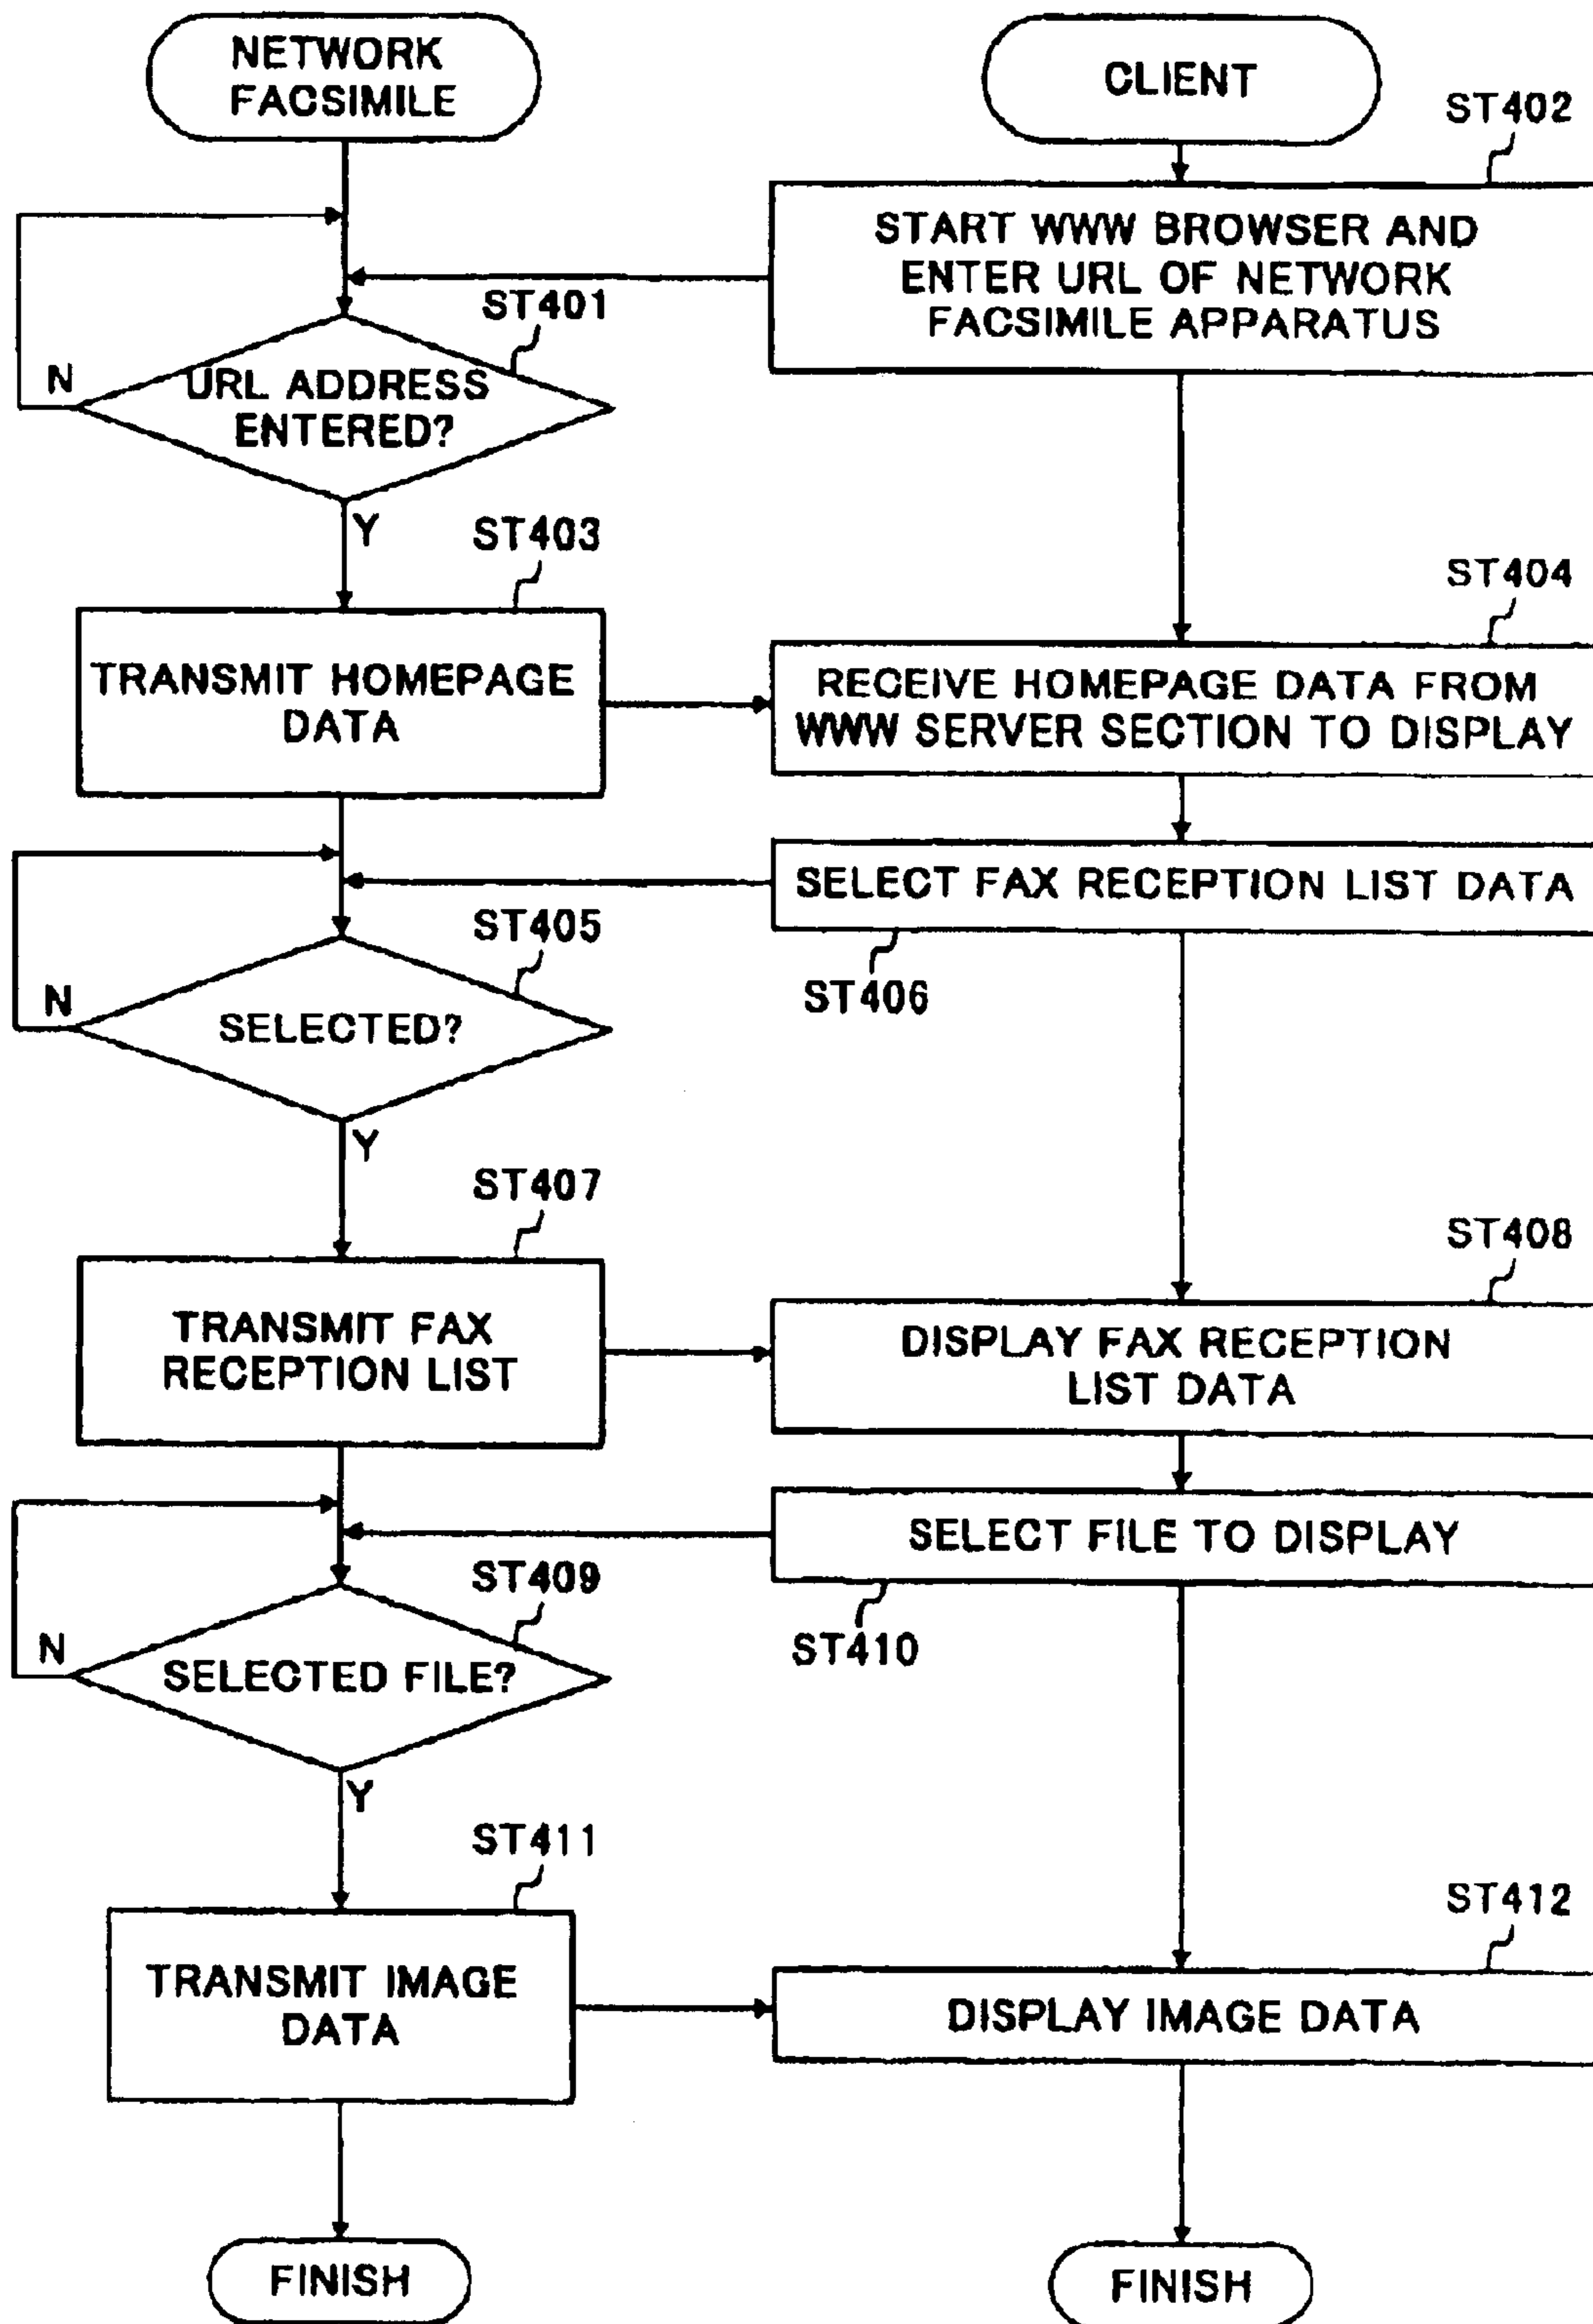 NETWORK
FACSIMILE
CLIENT
ST402
START WWW BROWSER AND
ENTER URL OF NETWORK
FACSIMILE APPARATUS
ST401
N
URL ADDRESS
ENTERED?
Y
ST403
ST404
TRANSMIT HOMEPAGE
DATA
RECEIVE HOMEPAGE DATA FROM
WWW SERVER SECTION TO DISPLAY
SELECT FAX RECEPTION LIST DATA
ST405
ST406
N
SELECTED?
Y
ST407
ST408
TRANSMIT FAX
RECEPTION LIST
DISPLAY FAX RECEPTION
LIST DATA
SELECT FILE TO DISPLAY
ST409
ST410
N
SELECTED FILE?
Y
ST411
ST412
TRANSMIT IMAGE
DATA
DISPLAY IMAGE DATA
FINISH
FINISH